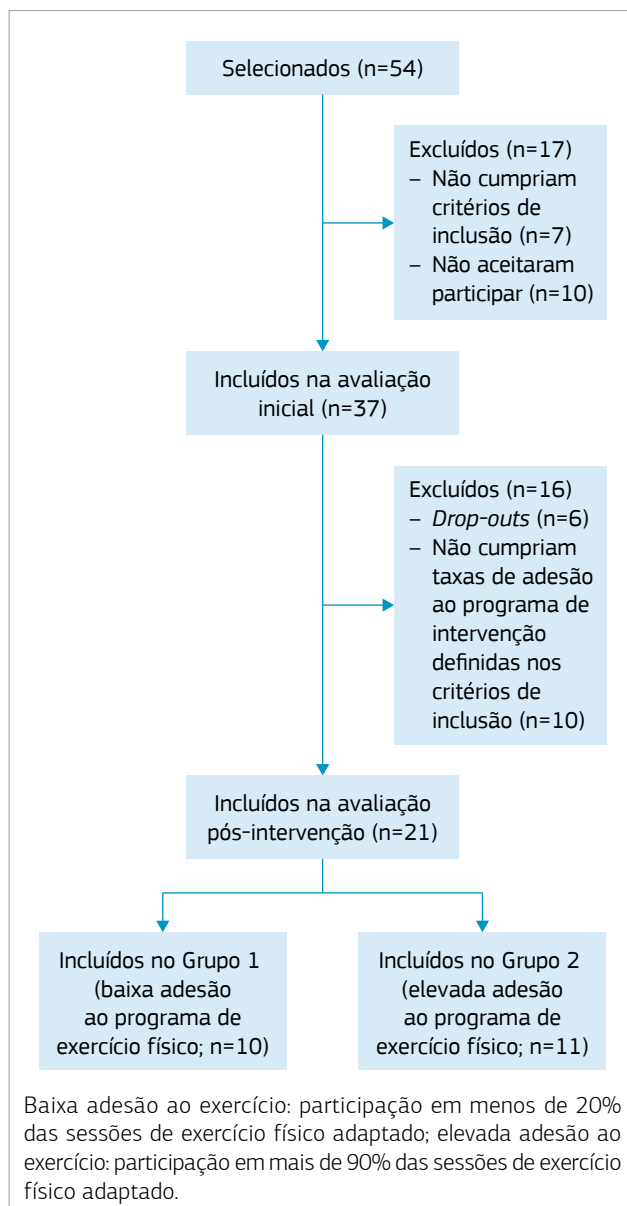 Selecionados (n=54)
Excluídos (n=17)
– Não cumpriam
critérios de
inclusão (n=7)
– Não aceitaram
participar (n=10)
Incluídos na avaliação
inicial (n=37)
Excluídos (n=16)
– Drop-outs (n=6)
– Não cumpriam
taxas de adesão
ao programa de
intervenção
definidas nos
critérios de
inclusão (n=10)
Incluídos na avaliação
pós-intervenção (n=21)
Incluídos no Grupo 1
(baixa adesão
ao programa de
exercício físico; n=10)
Incluídos no Grupo 2
(elevada adesão
ao programa de
exercício físico; n=11)
Baixa adesão ao exercício: participação em menos de 20%
das sessões de exercício físico adaptado; elevada adesão ao
exercício: participação em mais de 90% das sessões de exercício
físico adaptado.